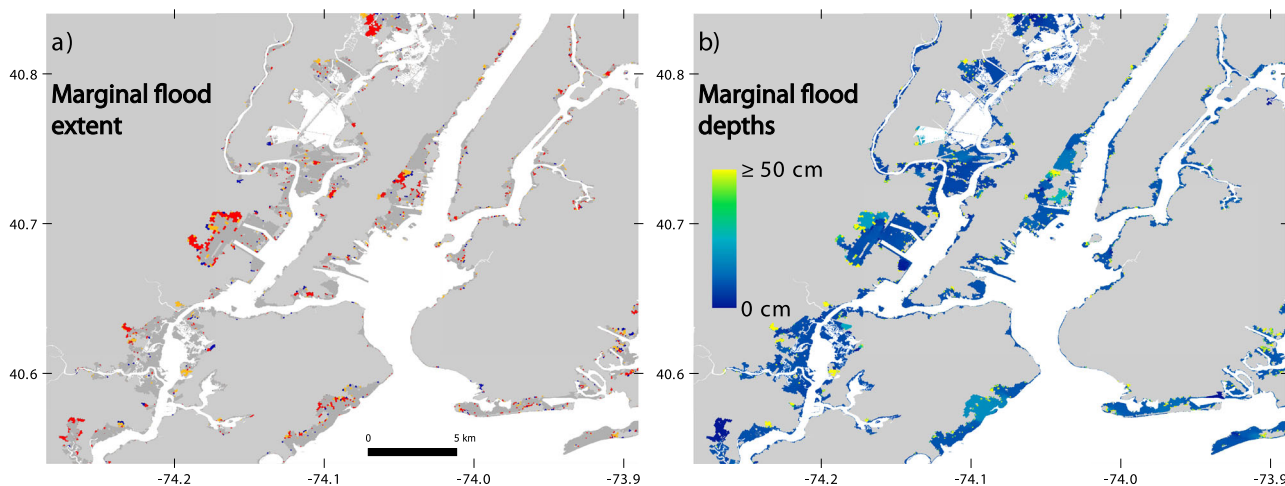 a)
Marginal flood
extent
40.8
40.7
40.6
0
5 km
-74.2
-74.1
-74.0
-73.9
b)
Marginal flood
depths
≥ 50 cm
0 cm
40.8
40.7
40.6
-74.2
-74.1
-74.0
-73.9